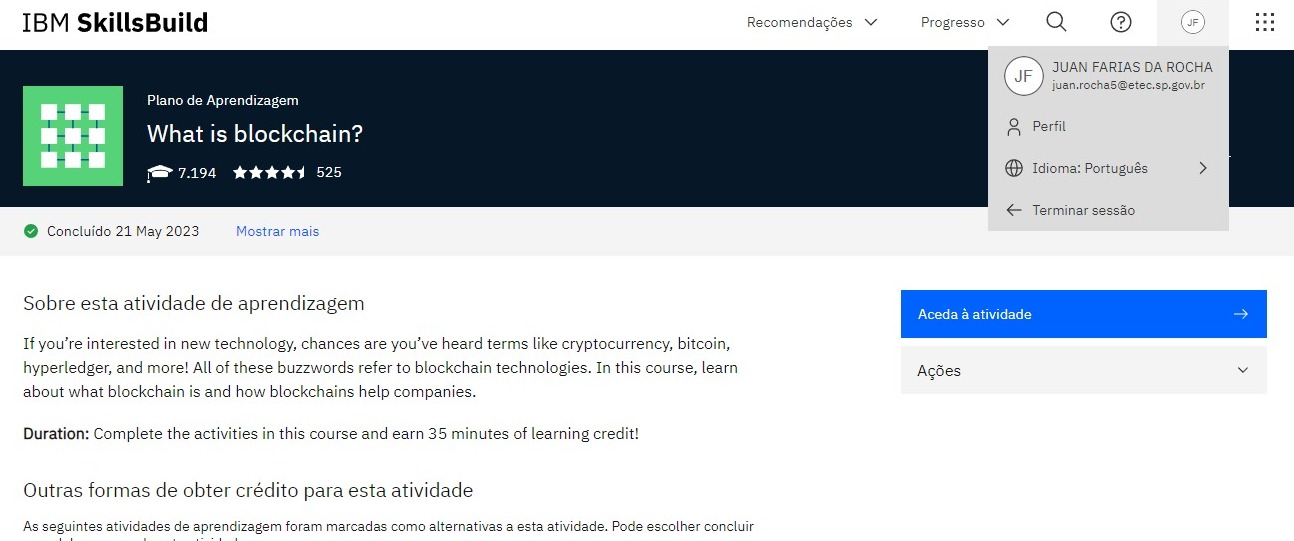 IBM SkillsBuild
Recomendações
Progresso
JF
JF
JUAN FARIAS DA ROCHA
juan.rocha5@etec.sp.gov.br
Perfil
Idioma: Português
Terminar sessão
Plano de Aprendizagem
What is blockchain?
7.194
525
Concluído 21 May 2023
Mostrar mais
Sobre esta atividade de aprendizagem
If you’re interested in new technology, chances are you’ve heard terms like cryptocurrency, bitcoin,
hyperledger, and more! All of these buzzwords refer to blockchain technologies. In this course, learn
about what blockchain is and how blockchains help companies.
Duration: Complete the activities in this course and earn 35 minutes of learning credit!
Aceda à atividade
Ações
Outras formas de obter crédito para esta atividade
As seguintes atividades de aprendizagem foram marcadas como alternativas a esta atividade. Pode escolher concluir